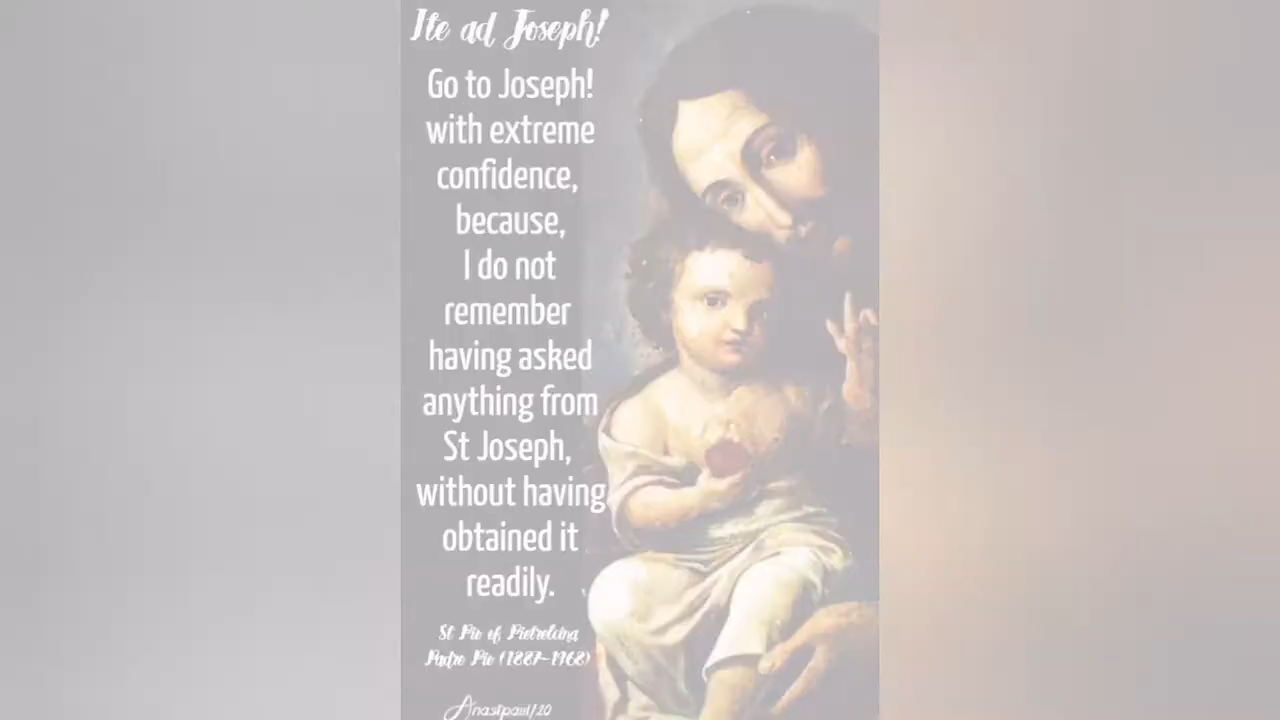 Ite ad Joseph!
Go to Joseph!
with extreme
confidence,
because,
I do not
remember
having asked
anything from
St Joseph,
without having
obtained it
readily.
St Pio of Pietrelcina
Padre Pio (1887-1968)
Anastpaul/20